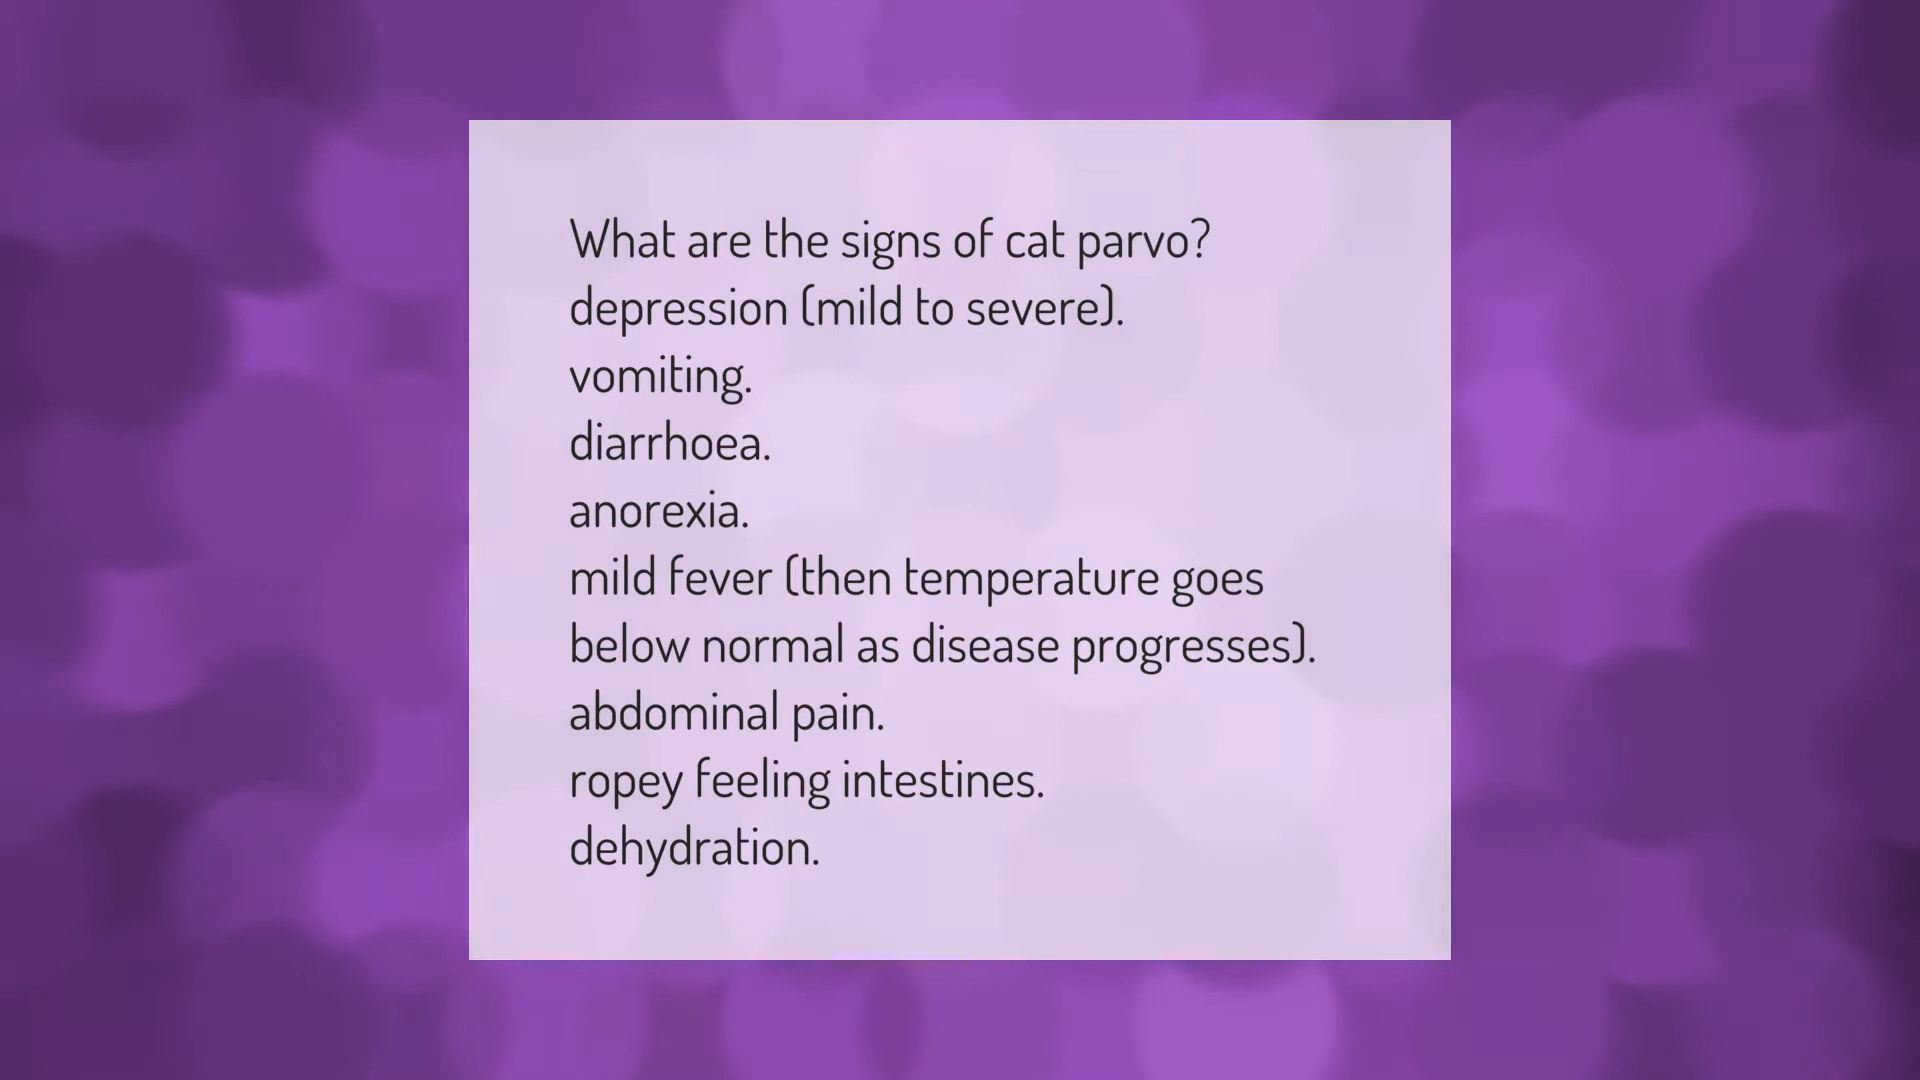 What are the signs of cat parvo?
depression (mild to severe).
vomiting.
diarrhoea.
anorexia.
mild fever (then temperature goes
below normal as disease progresses).
abdominal pain.
ropey feeling intestines.
dehydration.